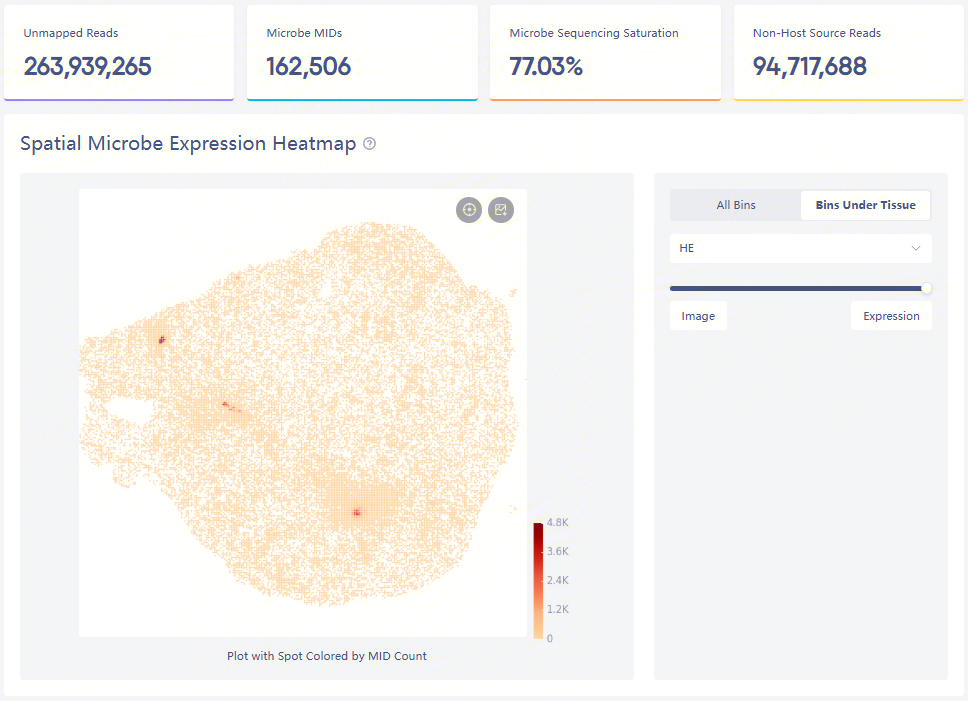 Unmapped Reads
263,939,265
Microbe MIDs
162,506
Microbe Sequencing Saturation
77.03%
Non-Host Source Reads
94,717,688
Spatial Microbe Expression Heatmap
4.8K
3.6K
2.4K
1.2K
0
Plot with Spot Colored by MID Count
All Bins
Bins Under Tissue
HE
Image
Expression